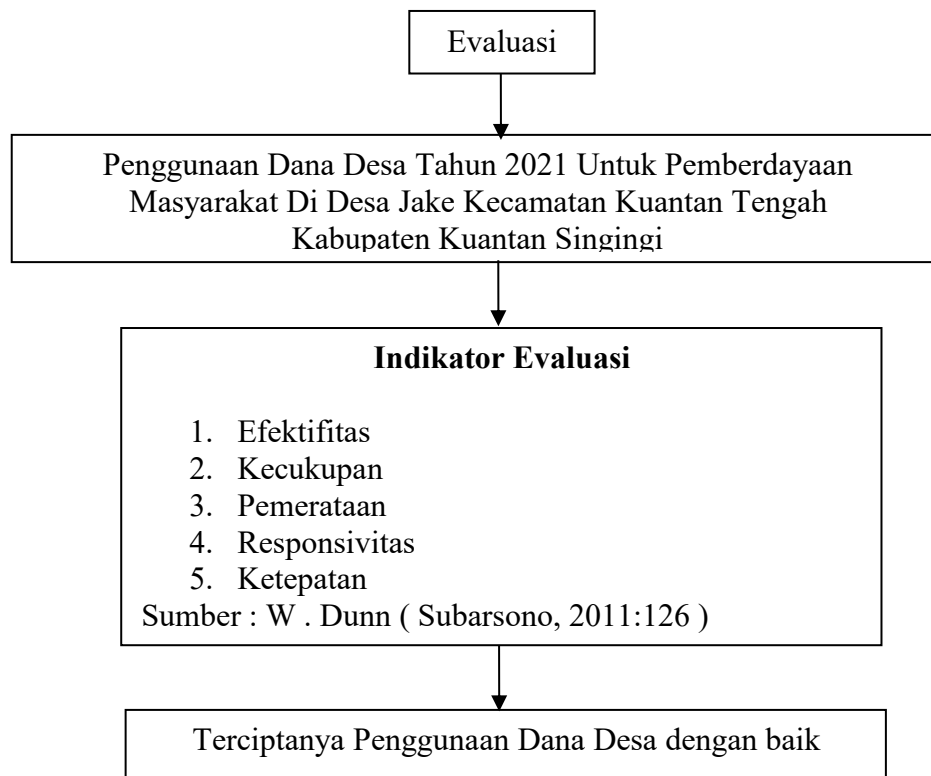 Evaluasi
Penggunaan Dana Desa Tahun 2021 Untuk Pemberdayaan
Masyarakat Di Desa Jake Kecamatan Kuantan Tengah
Kabupaten Kuantan Singingi
Indikator Evaluasi
1. Efektifitas
2. Kecukupan
3. Pemerataan
4. Responsivitas
5. Ketepatan
Sumber : W . Dunn ( Subarsono, 2011:126 )
Terciptanya Penggunaan Dana Desa dengan baik